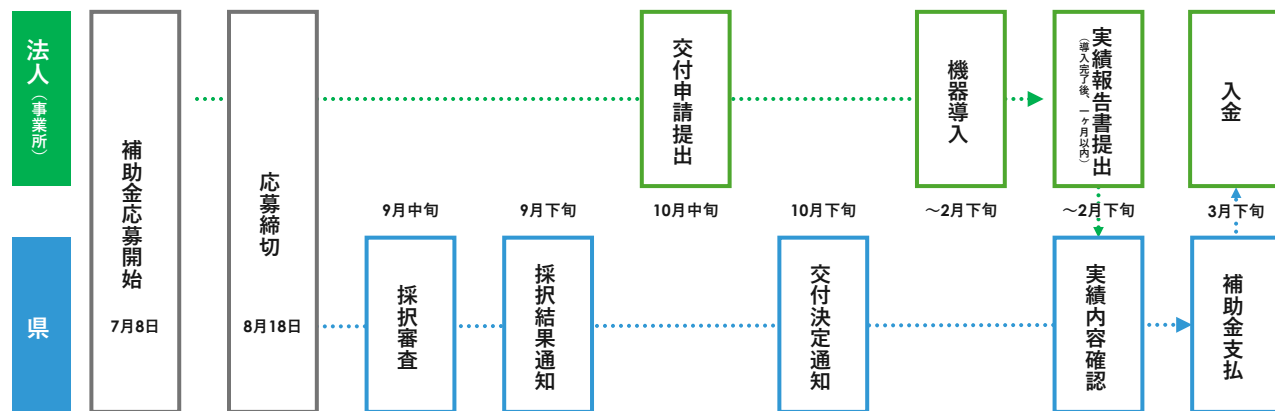 法人（事業所）
補助金応募開始
7月8日
応募締切
8月18日
交付申請提出
機器導入
実績報告書提出
（導入完了後、一ヶ月以内）
入金
9月中旬
9月下旬
10月中旬
10月下旬
～2月下旬
～2月下旬
3月下旬
県
採択審査
採択結果通知
交付決定通知
実績内容確認
補助金支払